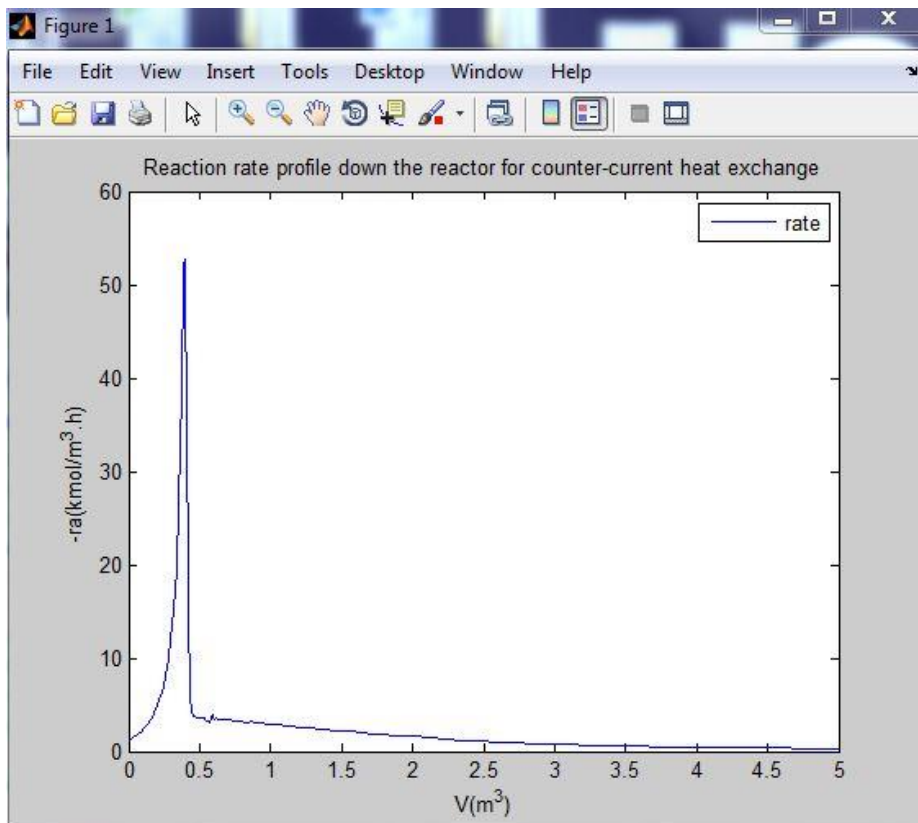 Figure 1
File Edit View Insert Tools Desktop Window Help
Reaction rate profile down the reactor for counter-current heat exchange
rate
60
50
40
30
20
10
0
-ra(kmol/m³.h)
0 0.5 1 1.5 2 2.5 3 3.5 4 4.5 5
V(m³)